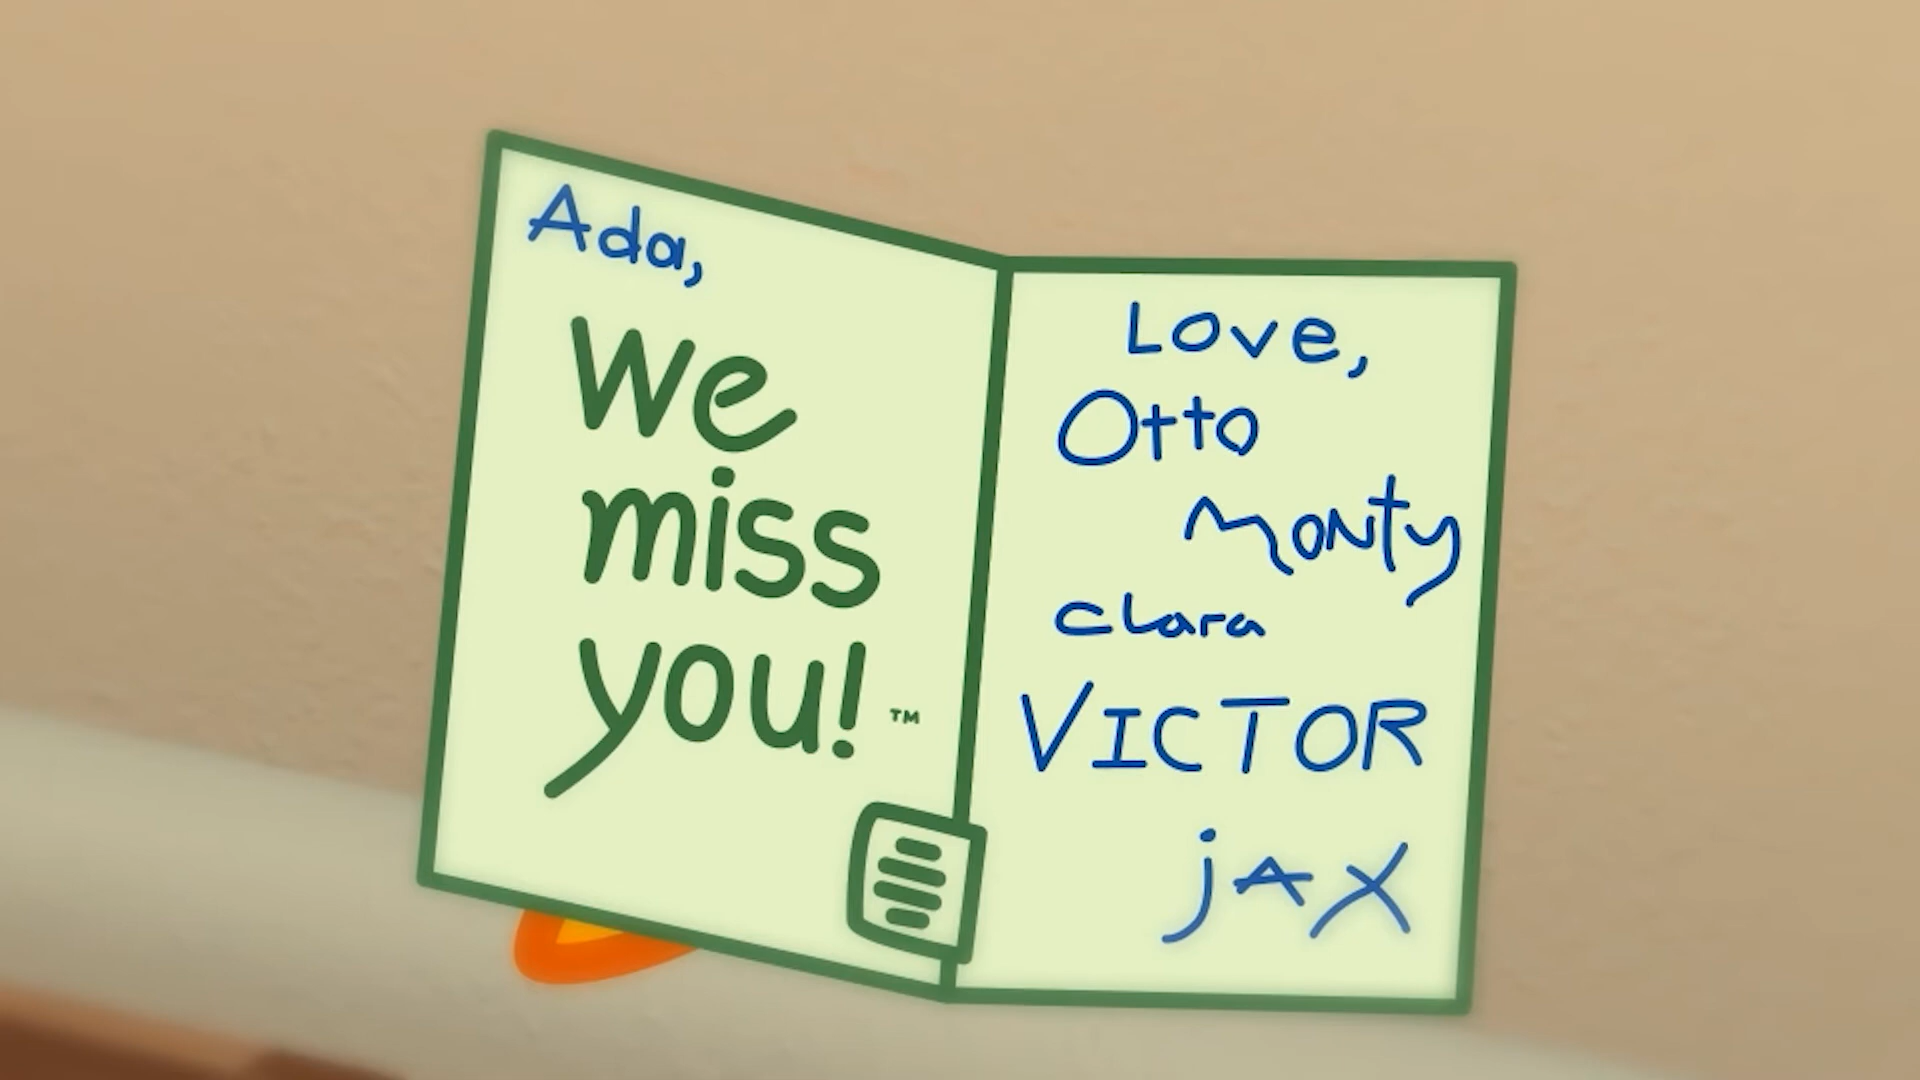 Ada,
We
miss
you!™
Love,
Otto
Monty
Clara
VICTOR
jAX